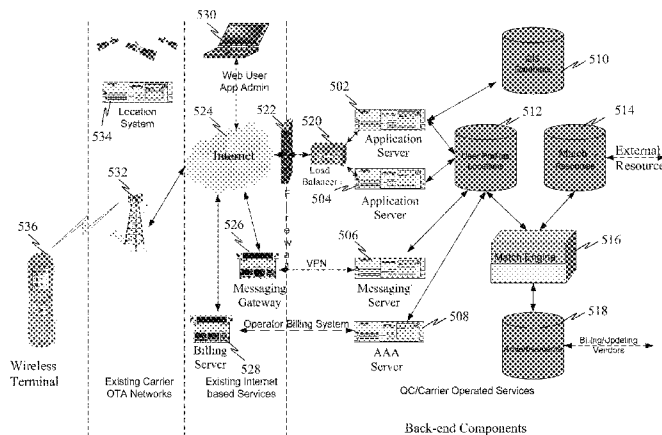 530
Web User
App Admin
534
Location
System
524
522
520
502
510
512
514
532
Internet
Load
Balancer
Application
Server
External
Resource
504
Application
Server
536
526
VPN
506
516
Match Engine
Messaging
Gateway
Messaging
Server
518
Operator Billing System
508
Billing
Server
528
AAA
Server
Billing/Updating
Vendors
Wireless
Terminal
Existing Carrier
OTA Networks
Existing Internet
based Services
QC/Carrier Operated Services
Back-end Components